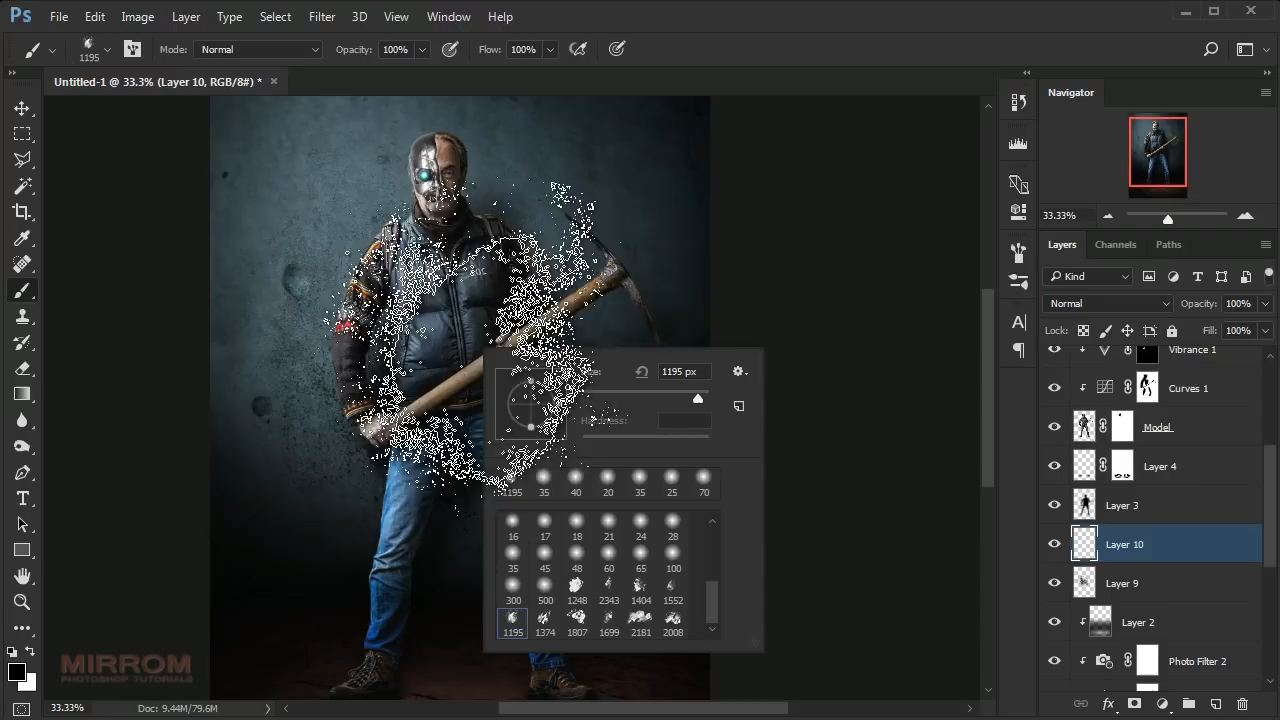 Ps File Edit Image Layer Type Select Filter 3D View Window Help
1195 Mode: Normal Opacity: 100% Flow: 100%
Untitled-1 @ 33.3% (Layer 10, RGB/8#) *
Navigator
33.33%
Layers Channels Paths
Kind
Normal Opacity: 100%
Lock: Fill: 100%
Vibrance 1
Curves 1
Model
Layer 4
Layer 3
Layer 10
Layer 9
Layer 2
Photo Filter 2
1195 px
Hardness:
1195 35 40 20 35 25 70
16 17 18 21 24 28
35 45 48 60 65 100
300 500 1248 2343 1404 1552
1195 1374 1807 1699 2181 2008
MIRROM
PHOTOSHOP TUTORIALS
33.33% Doc: 9.44M/79.6M